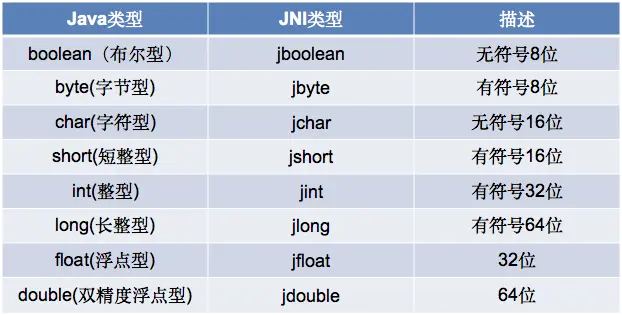 Java类型 JNI类型 描述
boolean（布尔型） jboolean 无符号8位
byte(字节型) jbyte 有符号8位
char(字符型) jchar 无符号16位
short(短整型) jshort 有符号16位
int(整型) jint 有符号32位
long(长整型) jlong 有符号64位
float(浮点型) jfloat 32位
double(双精度浮点型) jdouble 64位